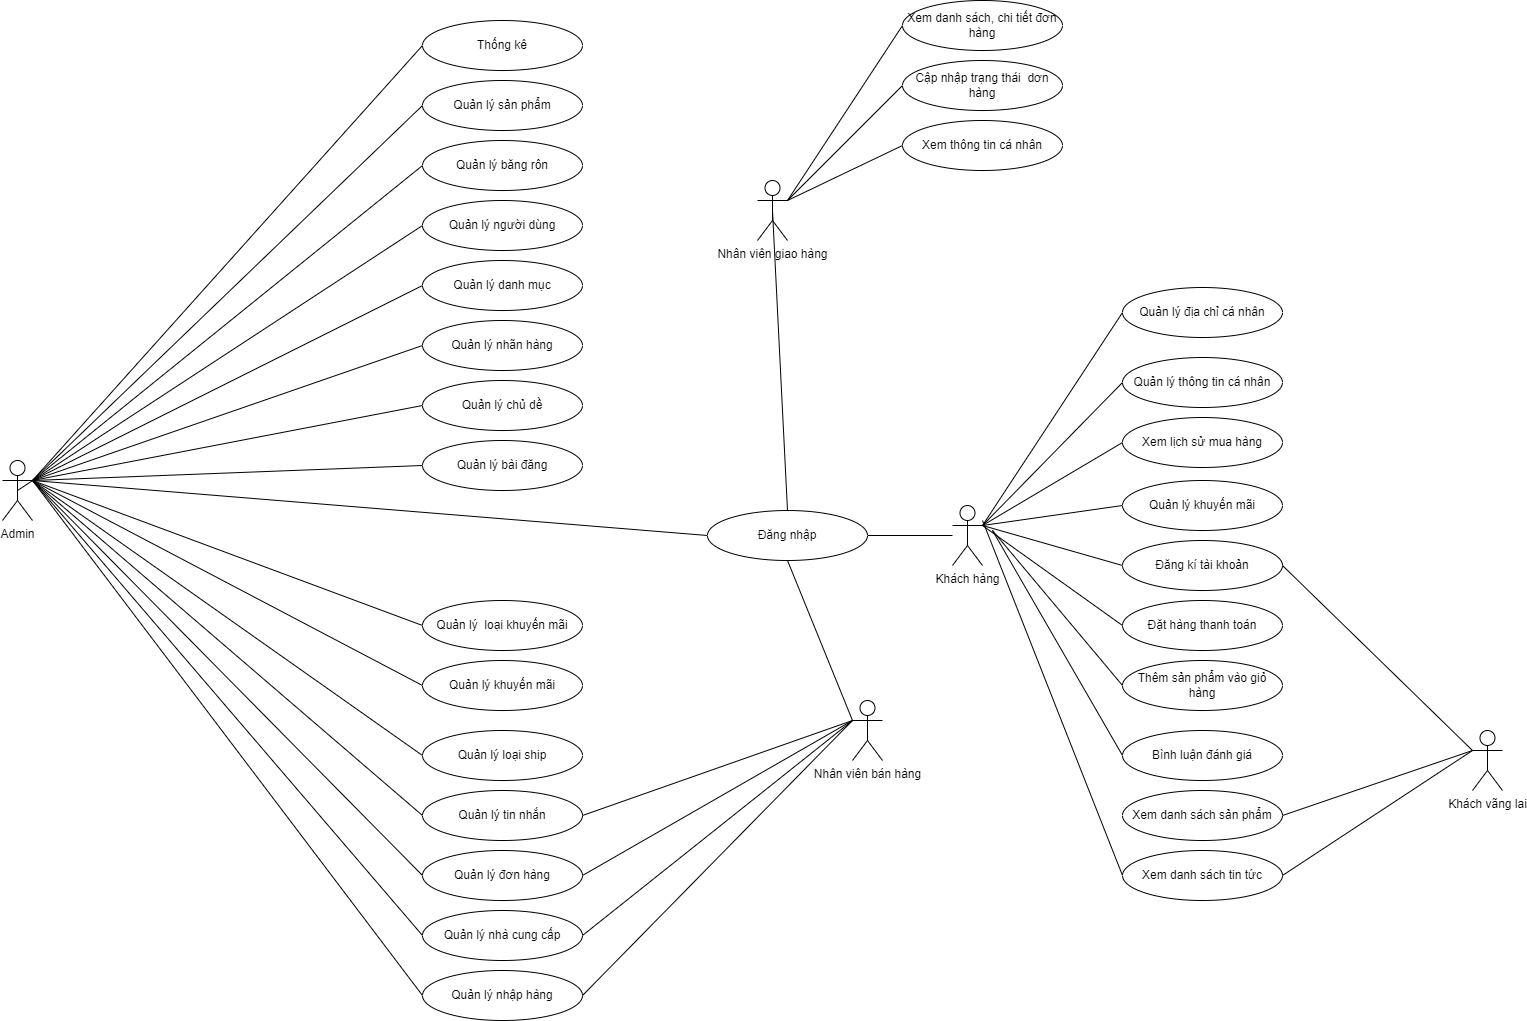 Thống kê
Quản lý sản phẩm
Quản lý băng rôn
Quản lý người dùng
Quản lý danh mục
Quản lý nhãn hàng
Quản lý chủ dề
Quản lý bài đăng
Admin
Quản lý  loại khuyến mãi
Quản lý khuyến mãi
Quản lý loại ship
Quản lý tin nhắn
Quản lý đơn hàng
Quản lý nhà cung cấp
Quản lý nhập hàng
Xem danh sách, chi tiết đơn
hàng
Cập nhập trạng thái  dơn
hàng
Xem thông tin cá nhân
Nhân viên giao hàng
Đăng nhập
Nhân viên bán hàng
Khách hàng
Quản lý địa chỉ cá nhân
Quản lý thông tin cá nhân
Xem lịch sử mua hàng
Quản lý khuyến mãi
Đăng kí tài khoản
Đặt hàng thanh toán
Thêm sản phẩm vào giỏ
hàng
Bình luận đánh giá
Xem danh sách sản phẩm
Xem danh sách tin tức
Khách vãng lai